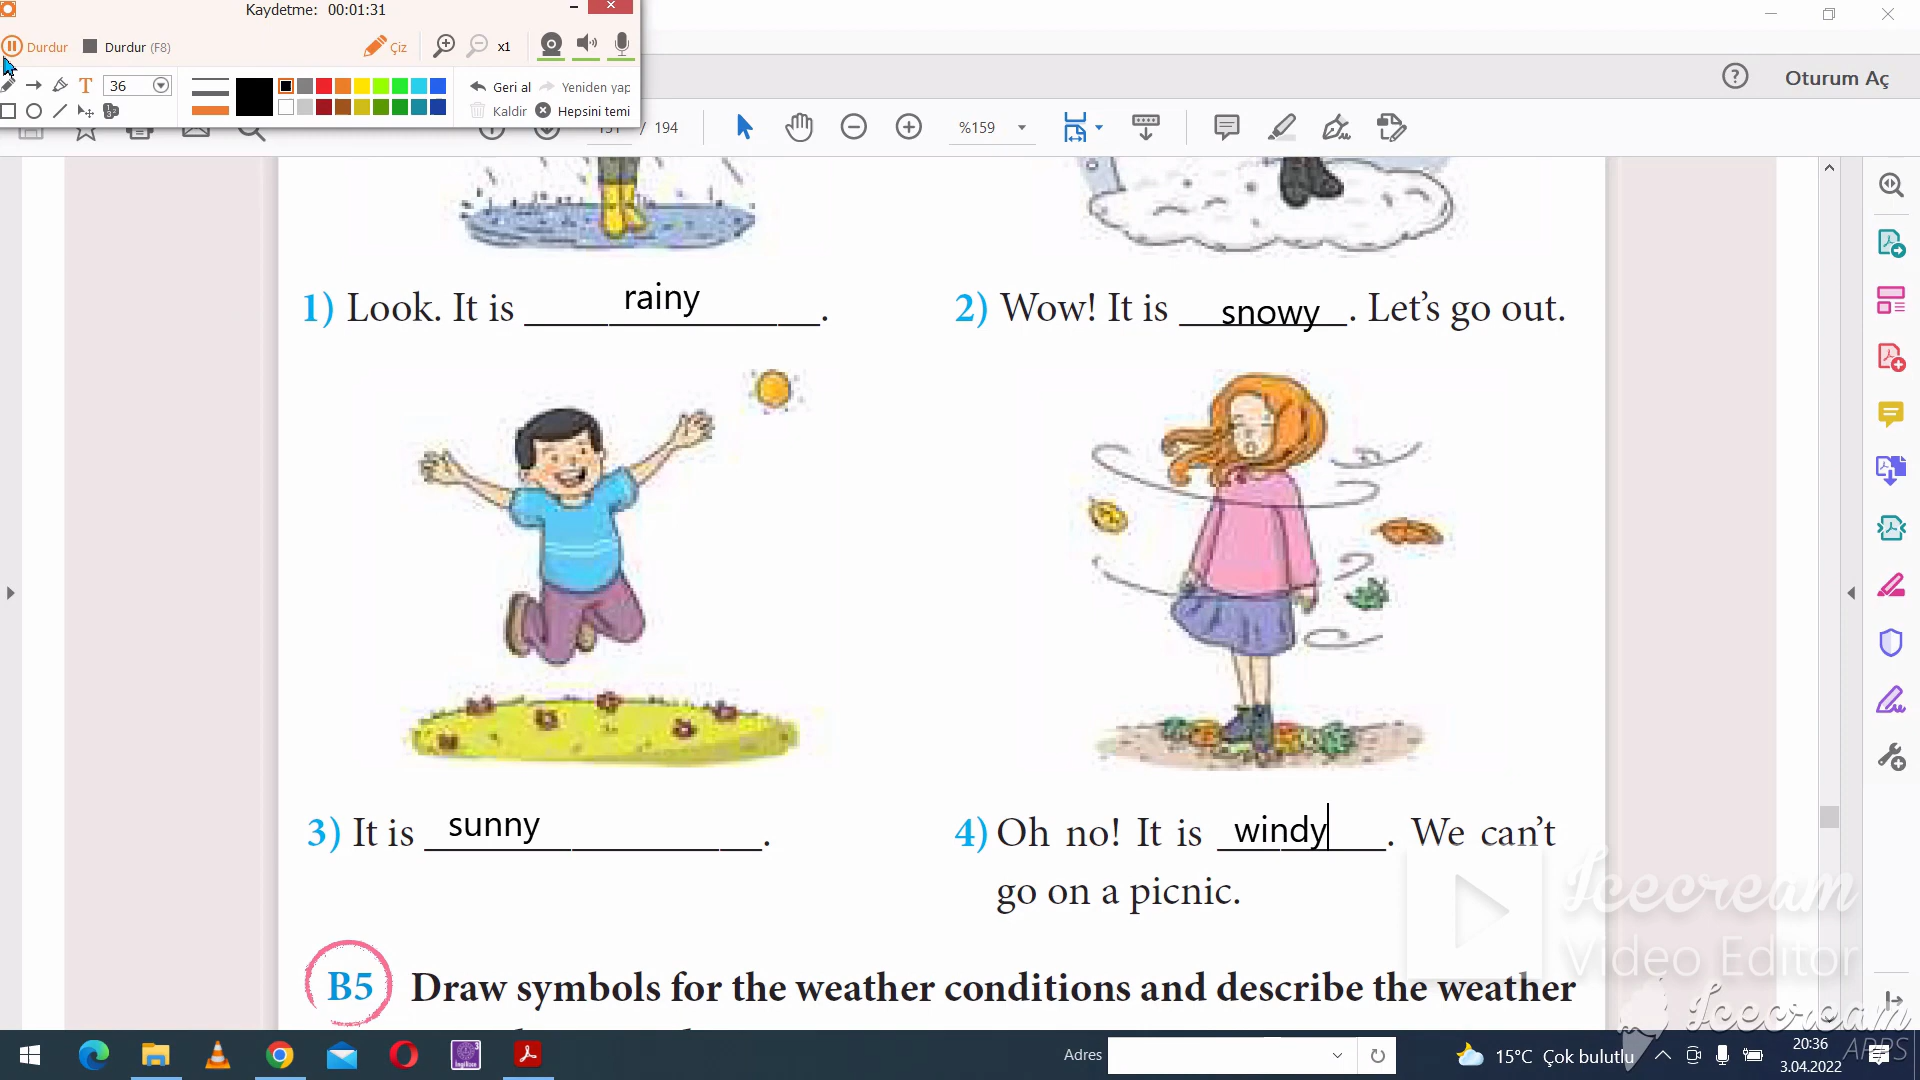 Kaydetme: 00:01:31
Durdur
Durdur (F8)
Çiz
x1
36
Geri al
Yeniden yap
Kaldir
Hepsini temi
Oturum Aç
/ 194
%159
1) Look. It is rainy.
2) Wow! It is snowy. Let's go out.
3) It is sunny.
4) Oh no! It is windy. We can't
go on a picnic.
B5 Draw symbols for the weather conditions and describe the weather
Icecream
Video Editor
Icecream
APPS
Adres
15°C Çok bulutlu
20:36
3.04.2022